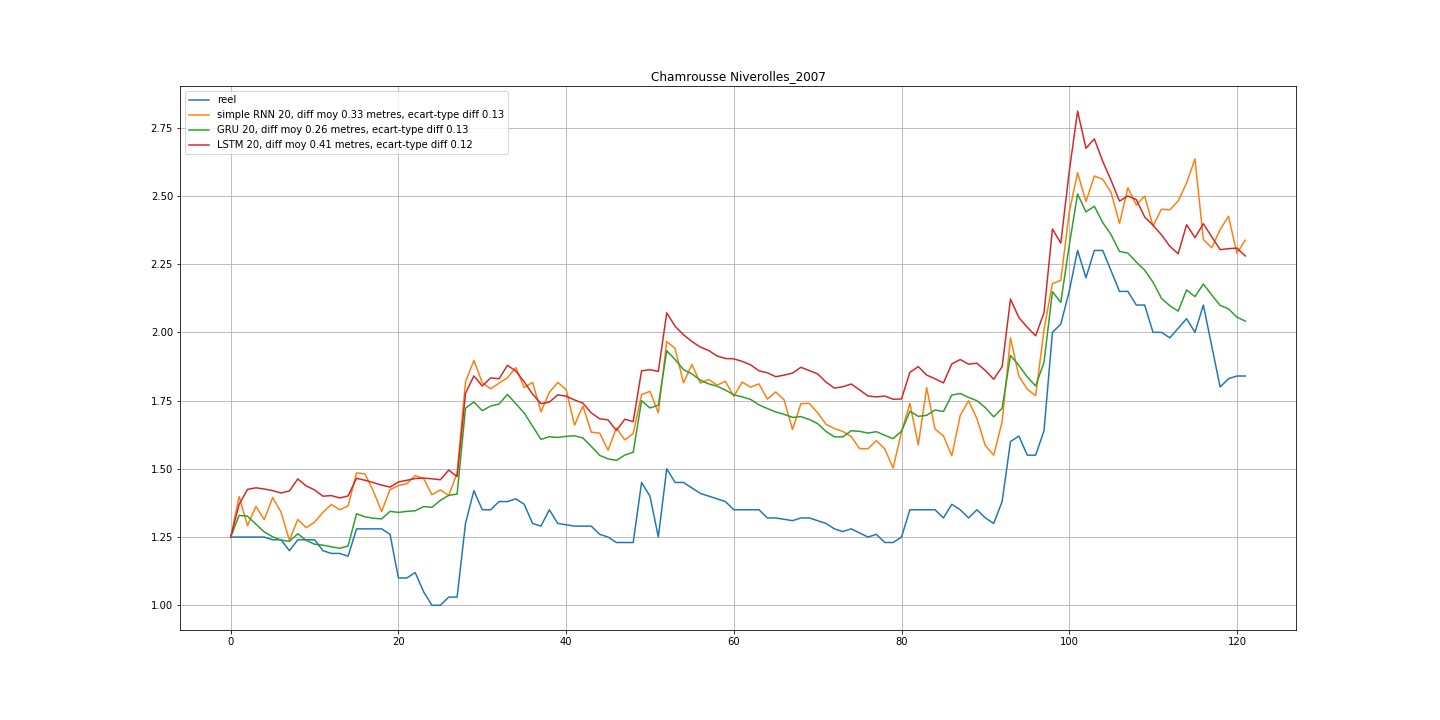 Chamrousse Niverolles_2007
reel
simple RNN 20, diff moy 0.33 metres, ecart-type diff 0.13
GRU 20, diff moy 0.26 metres, ecart-type diff 0.13
LSTM 20, diff moy 0.41 metres, ecart-type diff 0.12
2.75
2.50
2.25
2.00
1.75
1.50
1.25
1.00
0 20 40 60 80 100 120